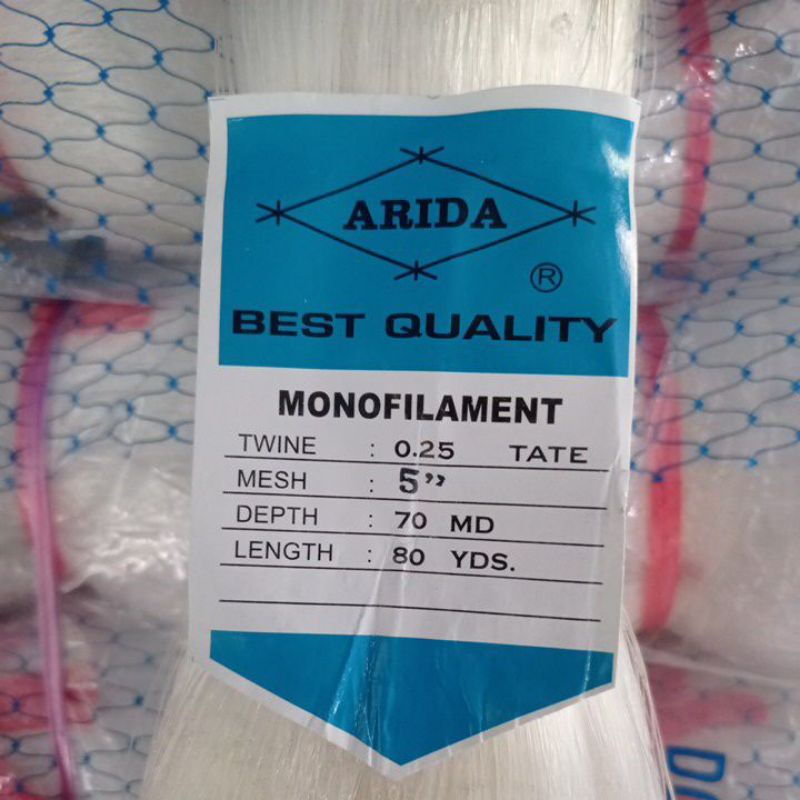 ARIDA
®
BEST QUALITY
MONOFILAMENT
TWINE : 0.25 TATE
MESH : 5"
DEPTH : 70 MD
LENGTH : 80 YDS.